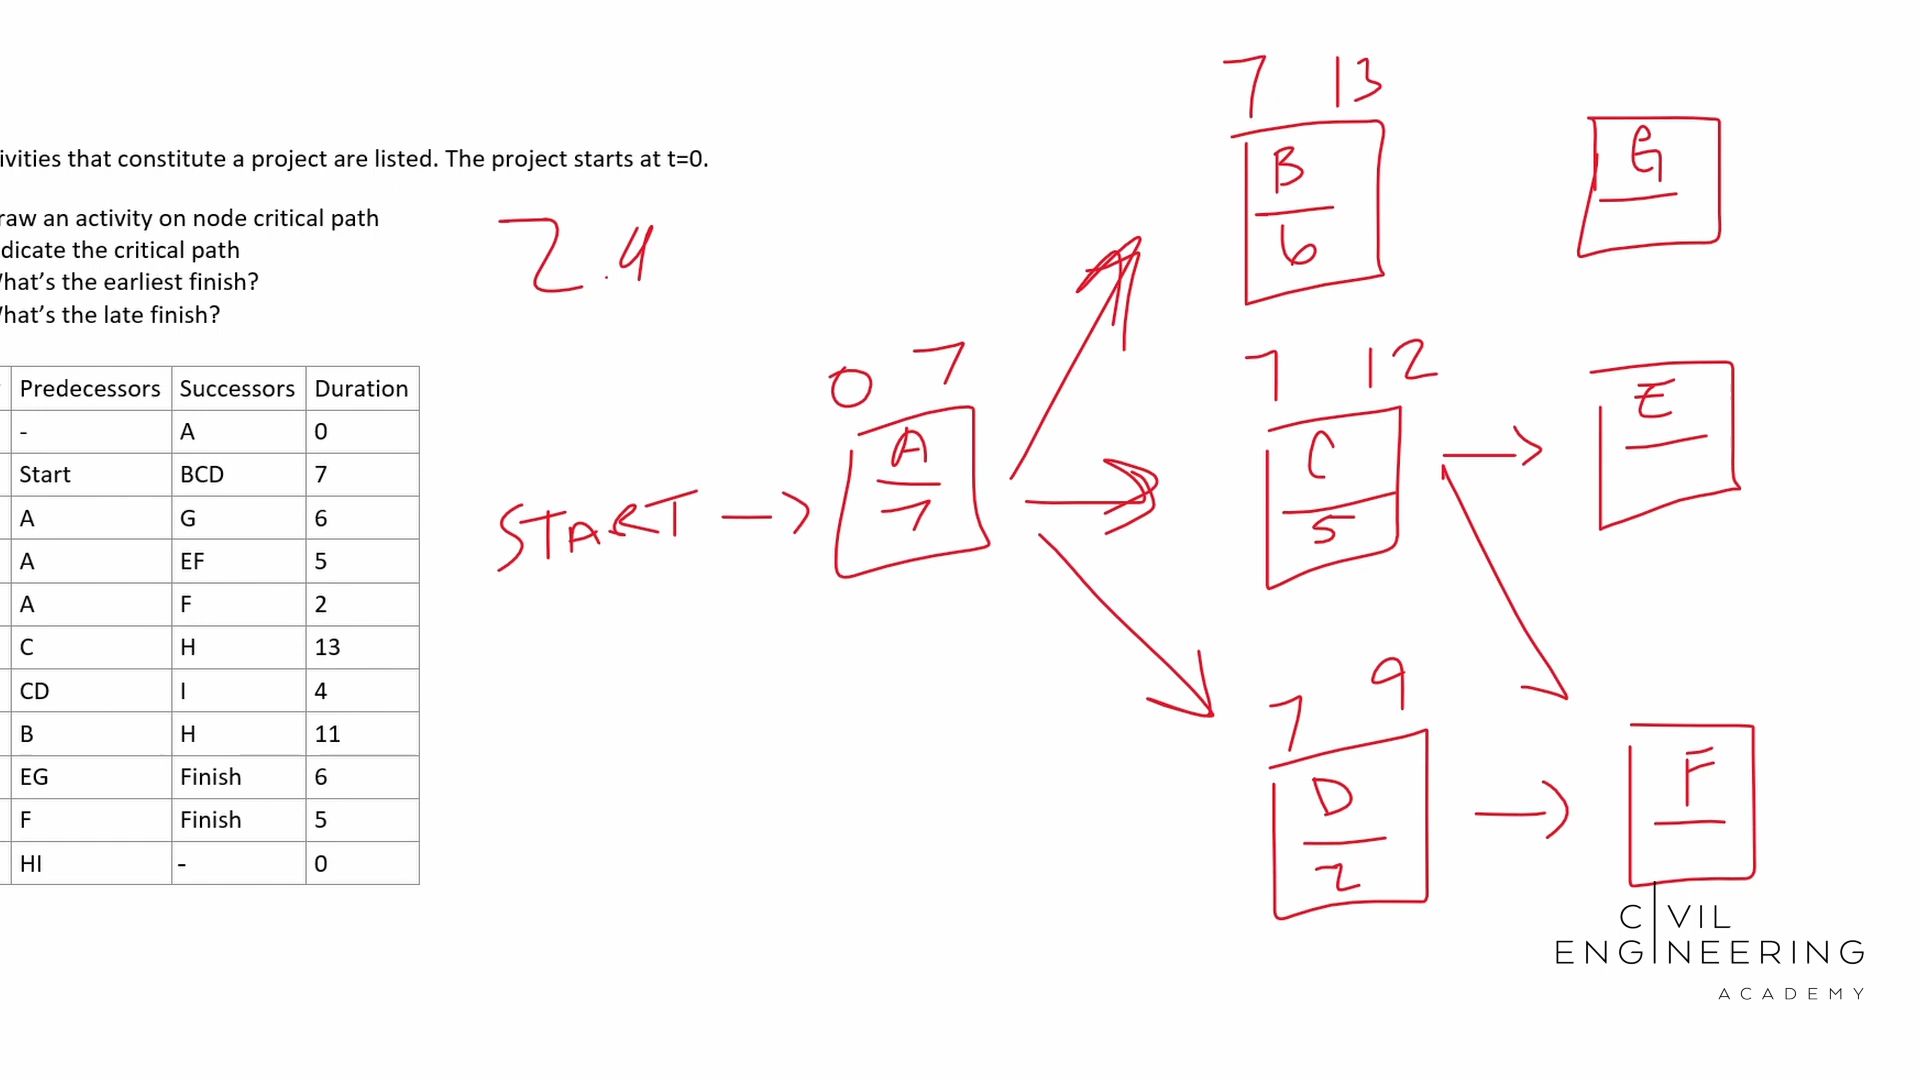 ivities that constitute a project are listed. The project starts at t=0.
raw an activity on node critical path
dicate the critical path
hat's the earliest finish?
hat's the late finish?
2.4
Predecessors Successors Duration
- A 0
Start BCD 7
A G 6
A EF 5
A F 2
C H 13
CD I 4
B H 11
EG Finish 6
F Finish 5
HI - 0
START
0 7
A
7
7 13
B
6
7 12
C
5
7 9
D
2
G
E
F
CIVIL
ENGINEERING
ACADEMY